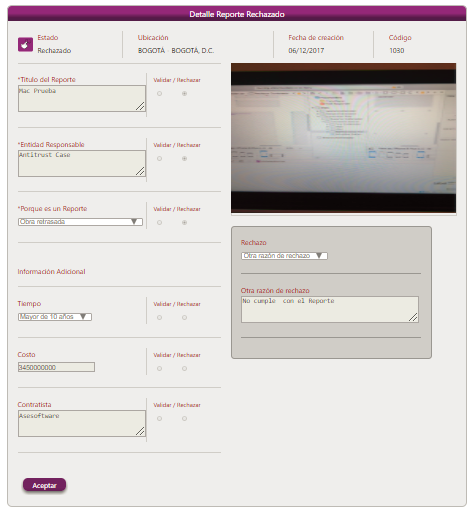 Detalle Reporte Rechazado
Estado
Rechazado
Ubicación
BOGOTÁ - BOGOTÁ, D.C.
Fecha de creación
06/12/2017
Código
1030
*Titulo del Reporte
Validar / Rechazar
Mac Prueba
*Entidad Responsable
Validar / Rechazar
Antitrust Case
*Porque es un Reporte
Validar / Rechazar
Obra retrasada
Información Adicional
Tiempo
Validar / Rechazar
Mayor de 10 años
Costo
Validar / Rechazar
3450000000
Contratista
Validar / Rechazar
Asesoftware
Rechazo
Otra razón de rechazo
Otra razón de rechazo
No cumple con el Reporte
Aceptar